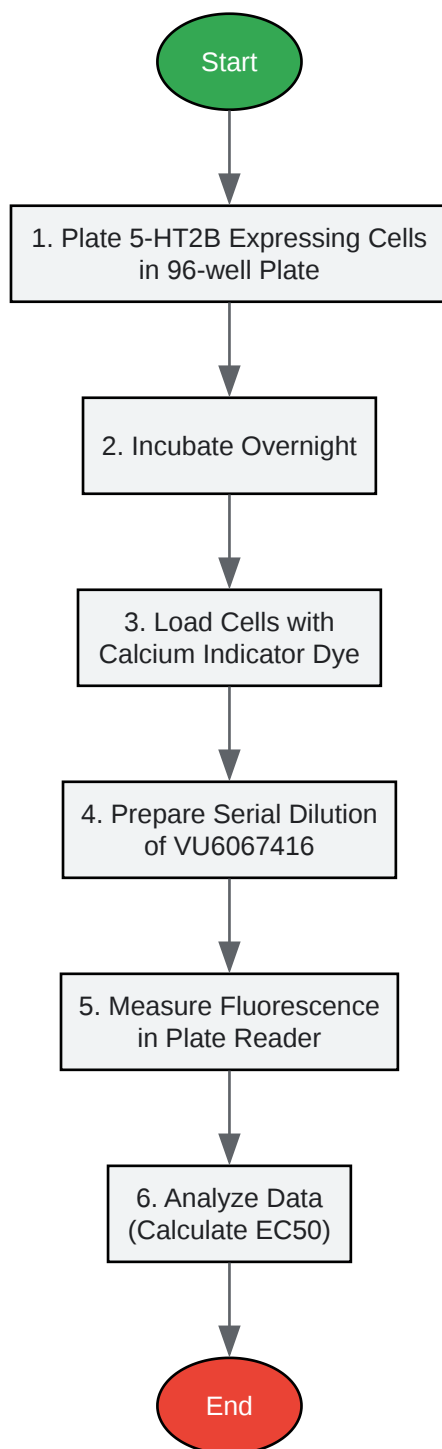 Start
1. Plate 5-HT2B Expressing Cells
in 96-well Plate
2. Incubate Overnight
3. Load Cells with
Calcium Indicator Dye
4. Prepare Serial Dilution
of VU6067416
5. Measure Fluorescence
in Plate Reader
6. Analyze Data
(Calculate EC50)
End